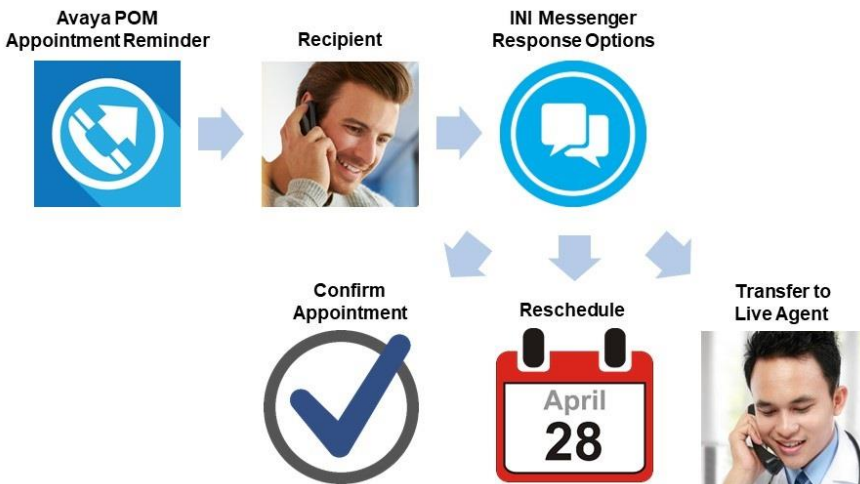 Avaya POM
Appointment Reminder
Recipient
INI Messenger
Response Options
Confirm
Appointment
Reschedule
Transfer to
Live Agent
April
28